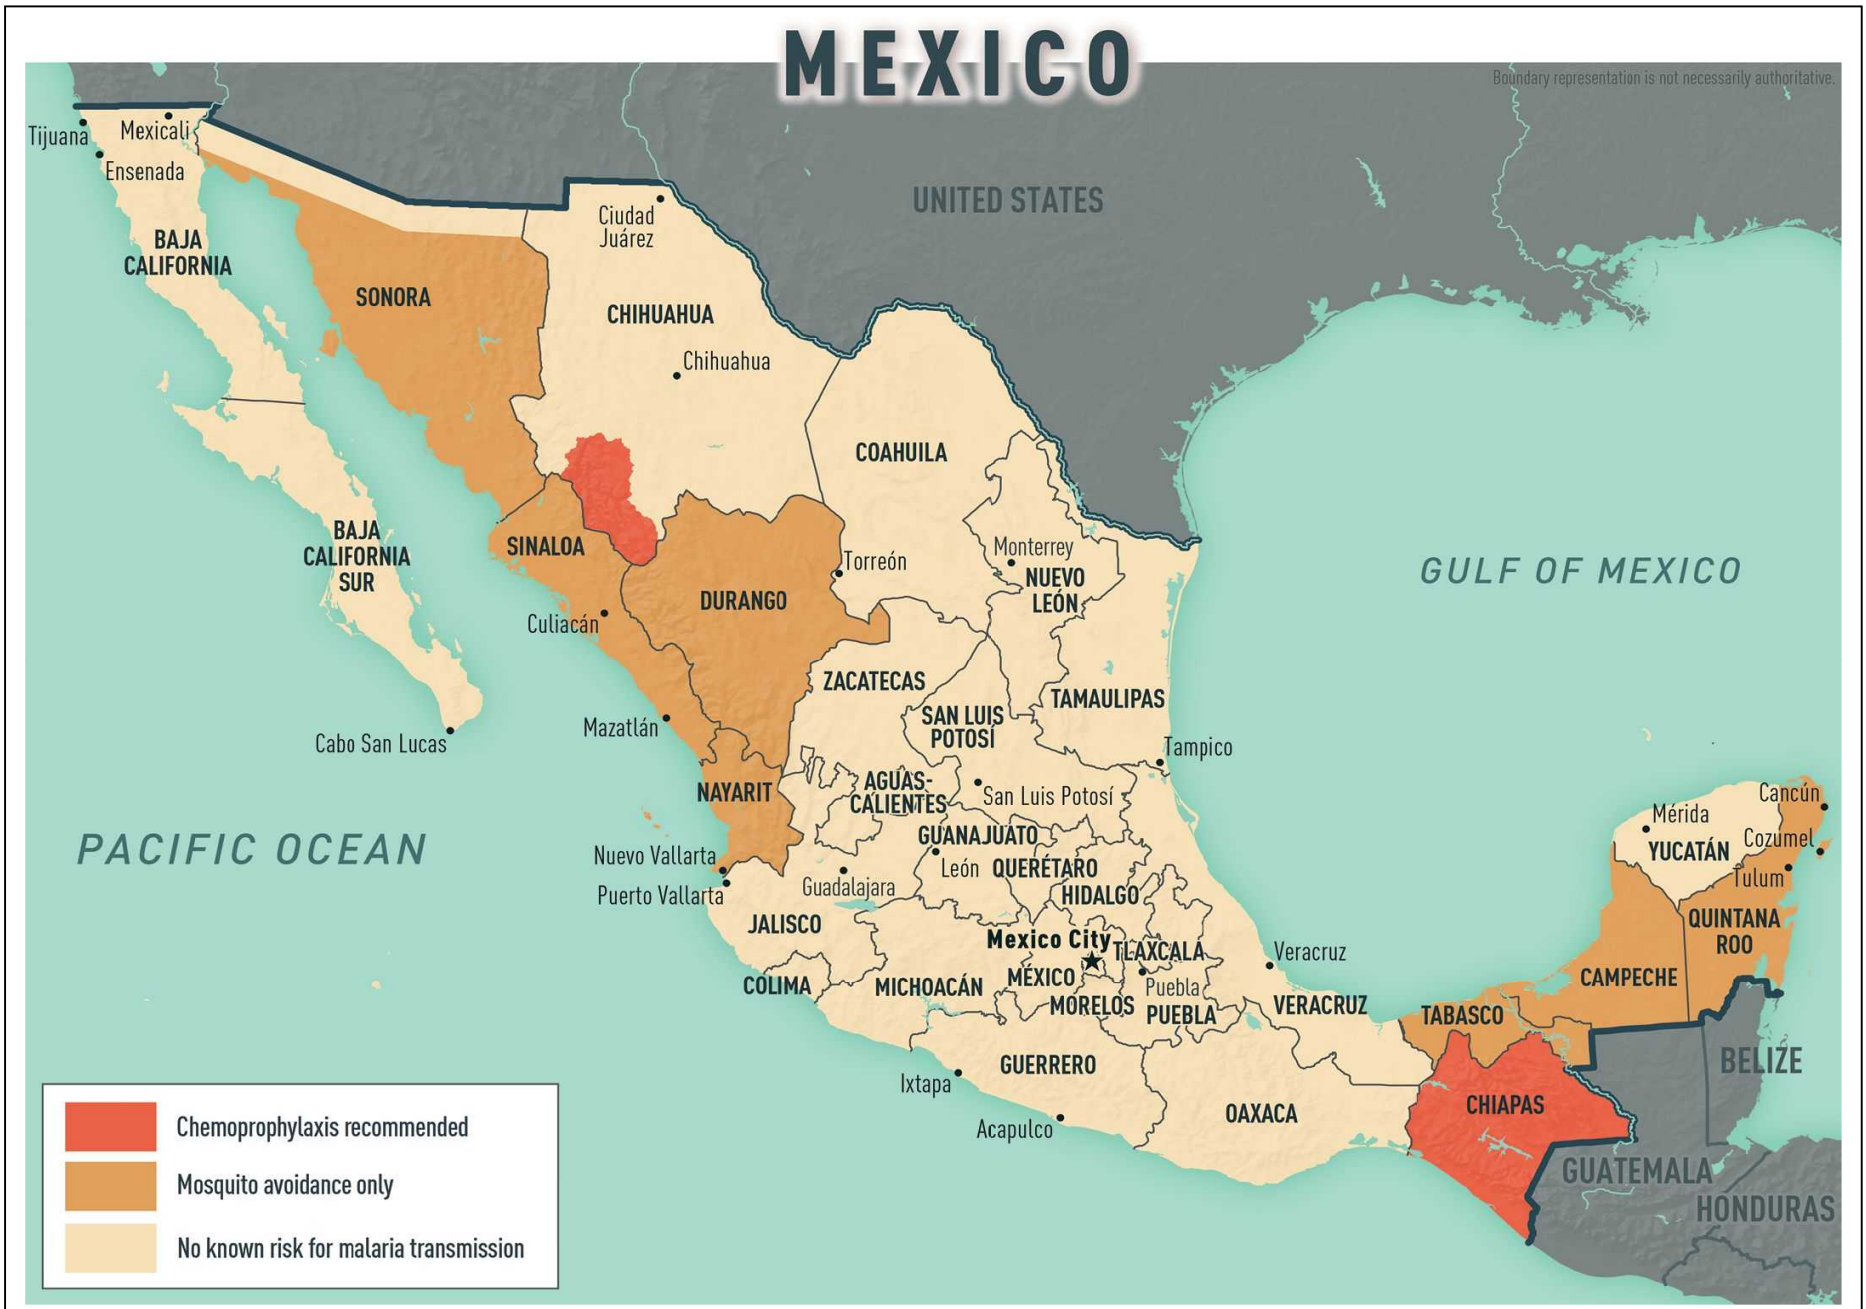 MEXICO
Boundary representation is not necessarily authoritative.
Tijuana
Mexicali
Ensenada
BAJA
CALIFORNIA
SONORA
Ciudad
Juárez
UNITED STATES
CHIHUAHUA
Chihuahua
COAHUILA
BAJA
CALIFORNIA
SUR
SINALOA
Culiacán
DURANGO
Torreón
Monterrey
NUEVO
LEÓN
GULF OF MEXICO
ZACATECAS
TAMAULIPAS
SAN LUIS
POTOSÍ
Cabo San Lucas
Mazatlán
Tampico
NAYARIT
AGUAS-
CALIENTES
San Luis Potosí
PACIFIC OCEAN
Nuevo Vallarta
Puerto Vallarta
Guadalajara
GUANAJUATO
León
QUERÉTARO
HIDALGO
Cancún
Mérida
Cozumel
YUCATÁN
Tulum
QUINTANA
ROO
JALISCO
COLIMA
MICHOACÁN
Mexico City
MÉXICO
TLAXCALA
Puebla
MORELOS
PUEBLA
Veracruz
VERACRUZ
CAMPECHE
TABASCO
BELIZE
GUERRERO
Ixtapa
Acapulco
OAXACA
CHIAPAS
GUATEMALA
HONDURAS
Chemoprophylaxis recommended
Mosquito avoidance only
No known risk for malaria transmission